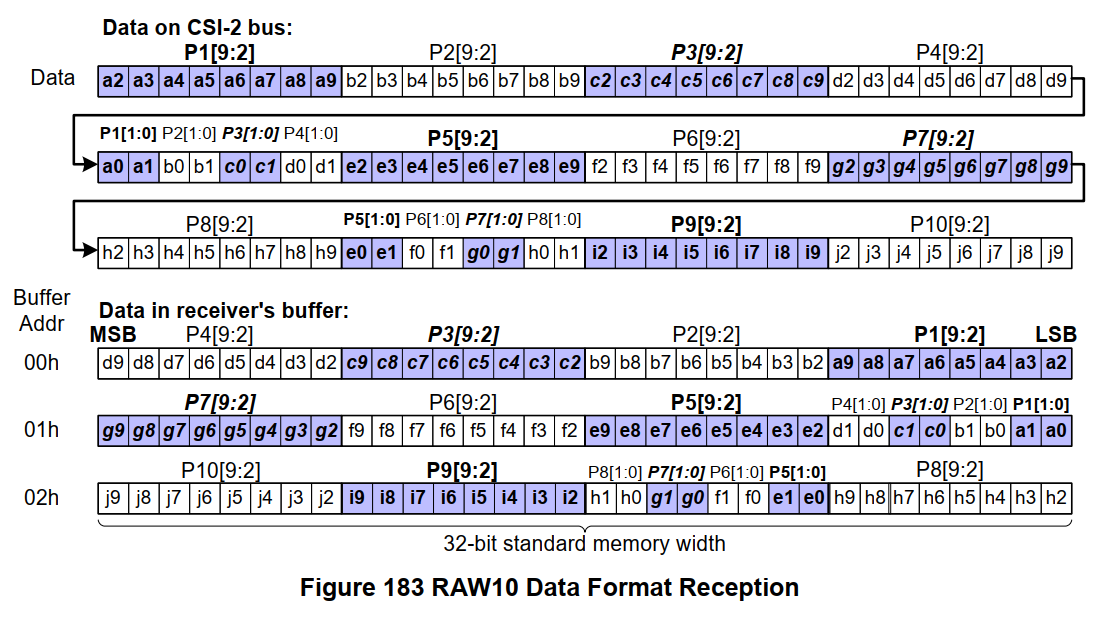 Data on CSI-2 bus:
P1[9:2] P2[9:2] P3[9:2] P4[9:2]
Data a2 a3 a4 a5 a6 a7 a8 a9 b2 b3 b4 b5 b6 b7 b8 b9 c2 c3 c4 c5 c6 c7 c8 c9 d2 d3 d4 d5 d6 d7 d8 d9
P1[1:0] P2[1:0] P3[1:0] P4[1:0] P5[9:2] P6[9:2] P7[9:2]
a0 a1 b0 b1 c0 c1 d0 d1 e2 e3 e4 e5 e6 e7 e8 e9 f2 f3 f4 f5 f6 f7 f8 f9 g2 g3 g4 g5 g6 g7 g8 g9
P8[9:2] P5[1:0] P6[1:0] P7[1:0] P8[1:0] P9[9:2] P10[9:2]
h2 h3 h4 h5 h6 h7 h8 h9 e0 e1 f0 f1 g0 g1 h0 h1 i2 i3 i4 i5 i6 i7 i8 i9 j2 j3 j4 j5 j6 j7 j8 j9
Buffer
Addr
Data in receiver's buffer:
MSB P4[9:2] P3[9:2] P2[9:2] P1[9:2] LSB
00h d9 d8 d7 d6 d5 d4 d3 d2 c9 c8 c7 c6 c5 c4 c3 c2 b9 b8 b7 b6 b5 b4 b3 b2 a9 a8 a7 a6 a5 a4 a3 a2
P7[9:2] P6[9:2] P5[9:2] P4[1:0] P3[1:0] P2[1:0] P1[1:0]
01h g9 g8 g7 g6 g5 g4 g3 g2 f9 f8 f7 f6 f5 f4 f3 f2 e9 e8 e7 e6 e5 e4 e3 e2 d1 d0 c1 c0 b1 b0 a1 a0
P10[9:2] P9[9:2] P8[1:0] P7[1:0] P6[1:0] P5[1:0] P8[9:2]
02h j9 j8 j7 j6 j5 j4 j3 j2 i9 i8 i7 i6 i5 i4 i3 i2 h1 h0 g1 g0 f1 f0 e1 e0 h9 h8 h7 h6 h5 h4 h3 h2
32-bit standard memory width
Figure 183 RAW10 Data Format Reception